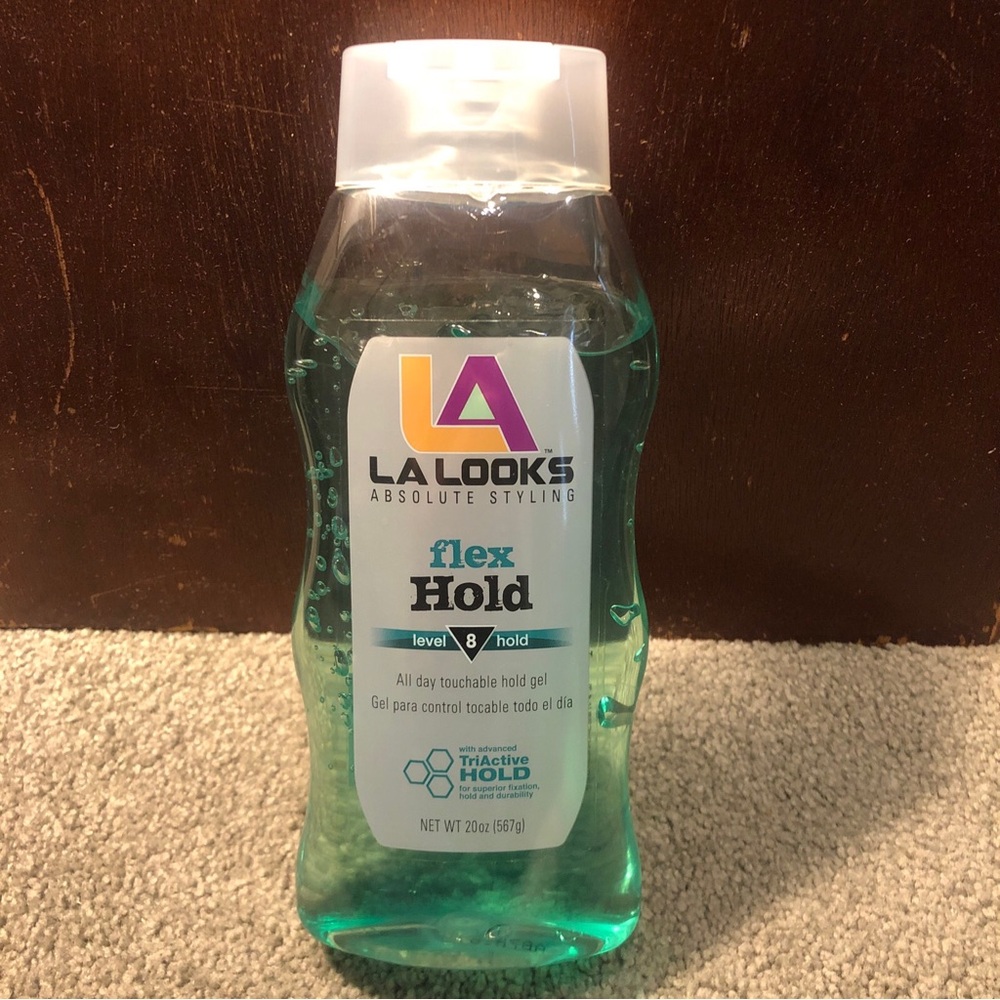 LA
™
LA LOOKS
ABSOLUTE STYLING
flex
Hold
level 8 hold
All day touchable hold gel
Gel para control tocable todo el día
with advanced
TriActive
HOLD
for superior fixation,
hold and durability
NET WT 20oz (567g)